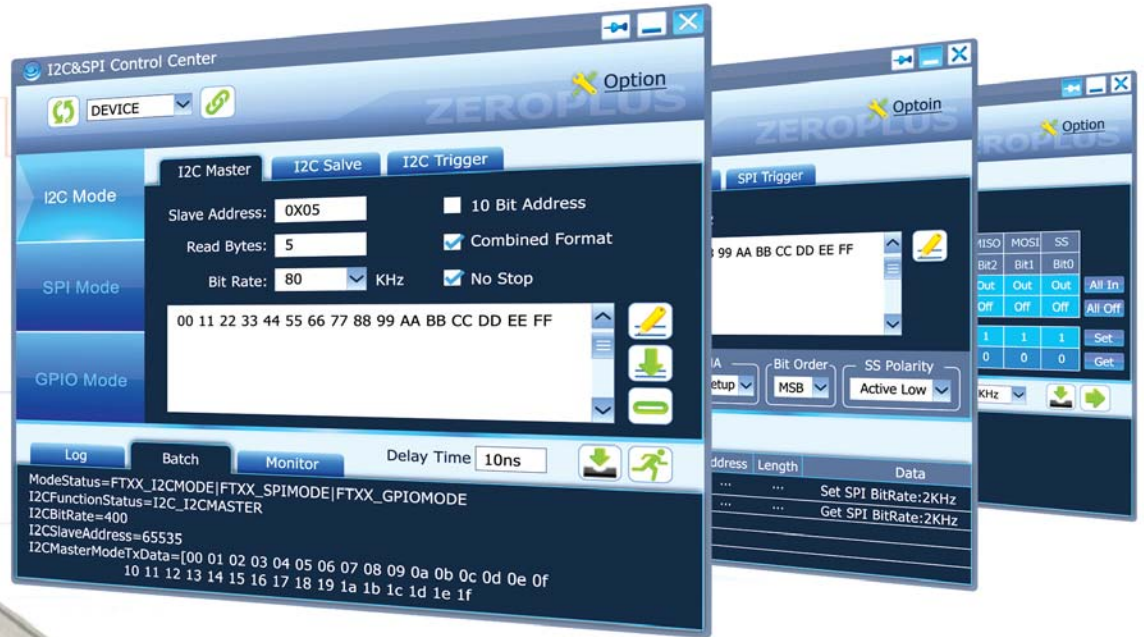 I2C&SPI Control Center
DEVICE
ZEROPLUS
Option
I2C Mode
SPI Mode
GPIO Mode
I2C Master
I2C Salve
I2C Trigger
Slave Address: 0X05
10 Bit Address
Read Bytes: 5
Combined Format
Bit Rate: 80 KHz
No Stop
00 11 22 33 44 55 66 77 88 99 AA BB CC DD EE FF
Log
Batch
Monitor
Delay Time 10ns
ModeStatus=FTXX_I2CMODE|FTXX_SPIMODE|FTXX_GPIOMODE
I2CFunctionStatus=I2C_I2CMASTER
I2CBitRate=400
I2CSlaveAddress=65535
I2CMasterModeTxData=[00 01 02 03 04 05 06 07 08 09 0a 0b 0c 0d 0e 0f
10 11 12 13 14 15 16 17 18 19 1a 1b 1c 1d 1e 1f
ZEROPLUS
Optoin
SPI Trigger
99 AA BB CC DD EE FF
Bit Order
SS Polarity
MSB
Active Low
Length
Data
... ... Set SPI BitRate:2KHz
... ... Get SPI BitRate:2KHz
Option
MOSI SS
Bit2 Bit1 Bit0
Out Out Out All In
Off Off Off All Off
1 1 1 Set
0 0 0 Get
KHz